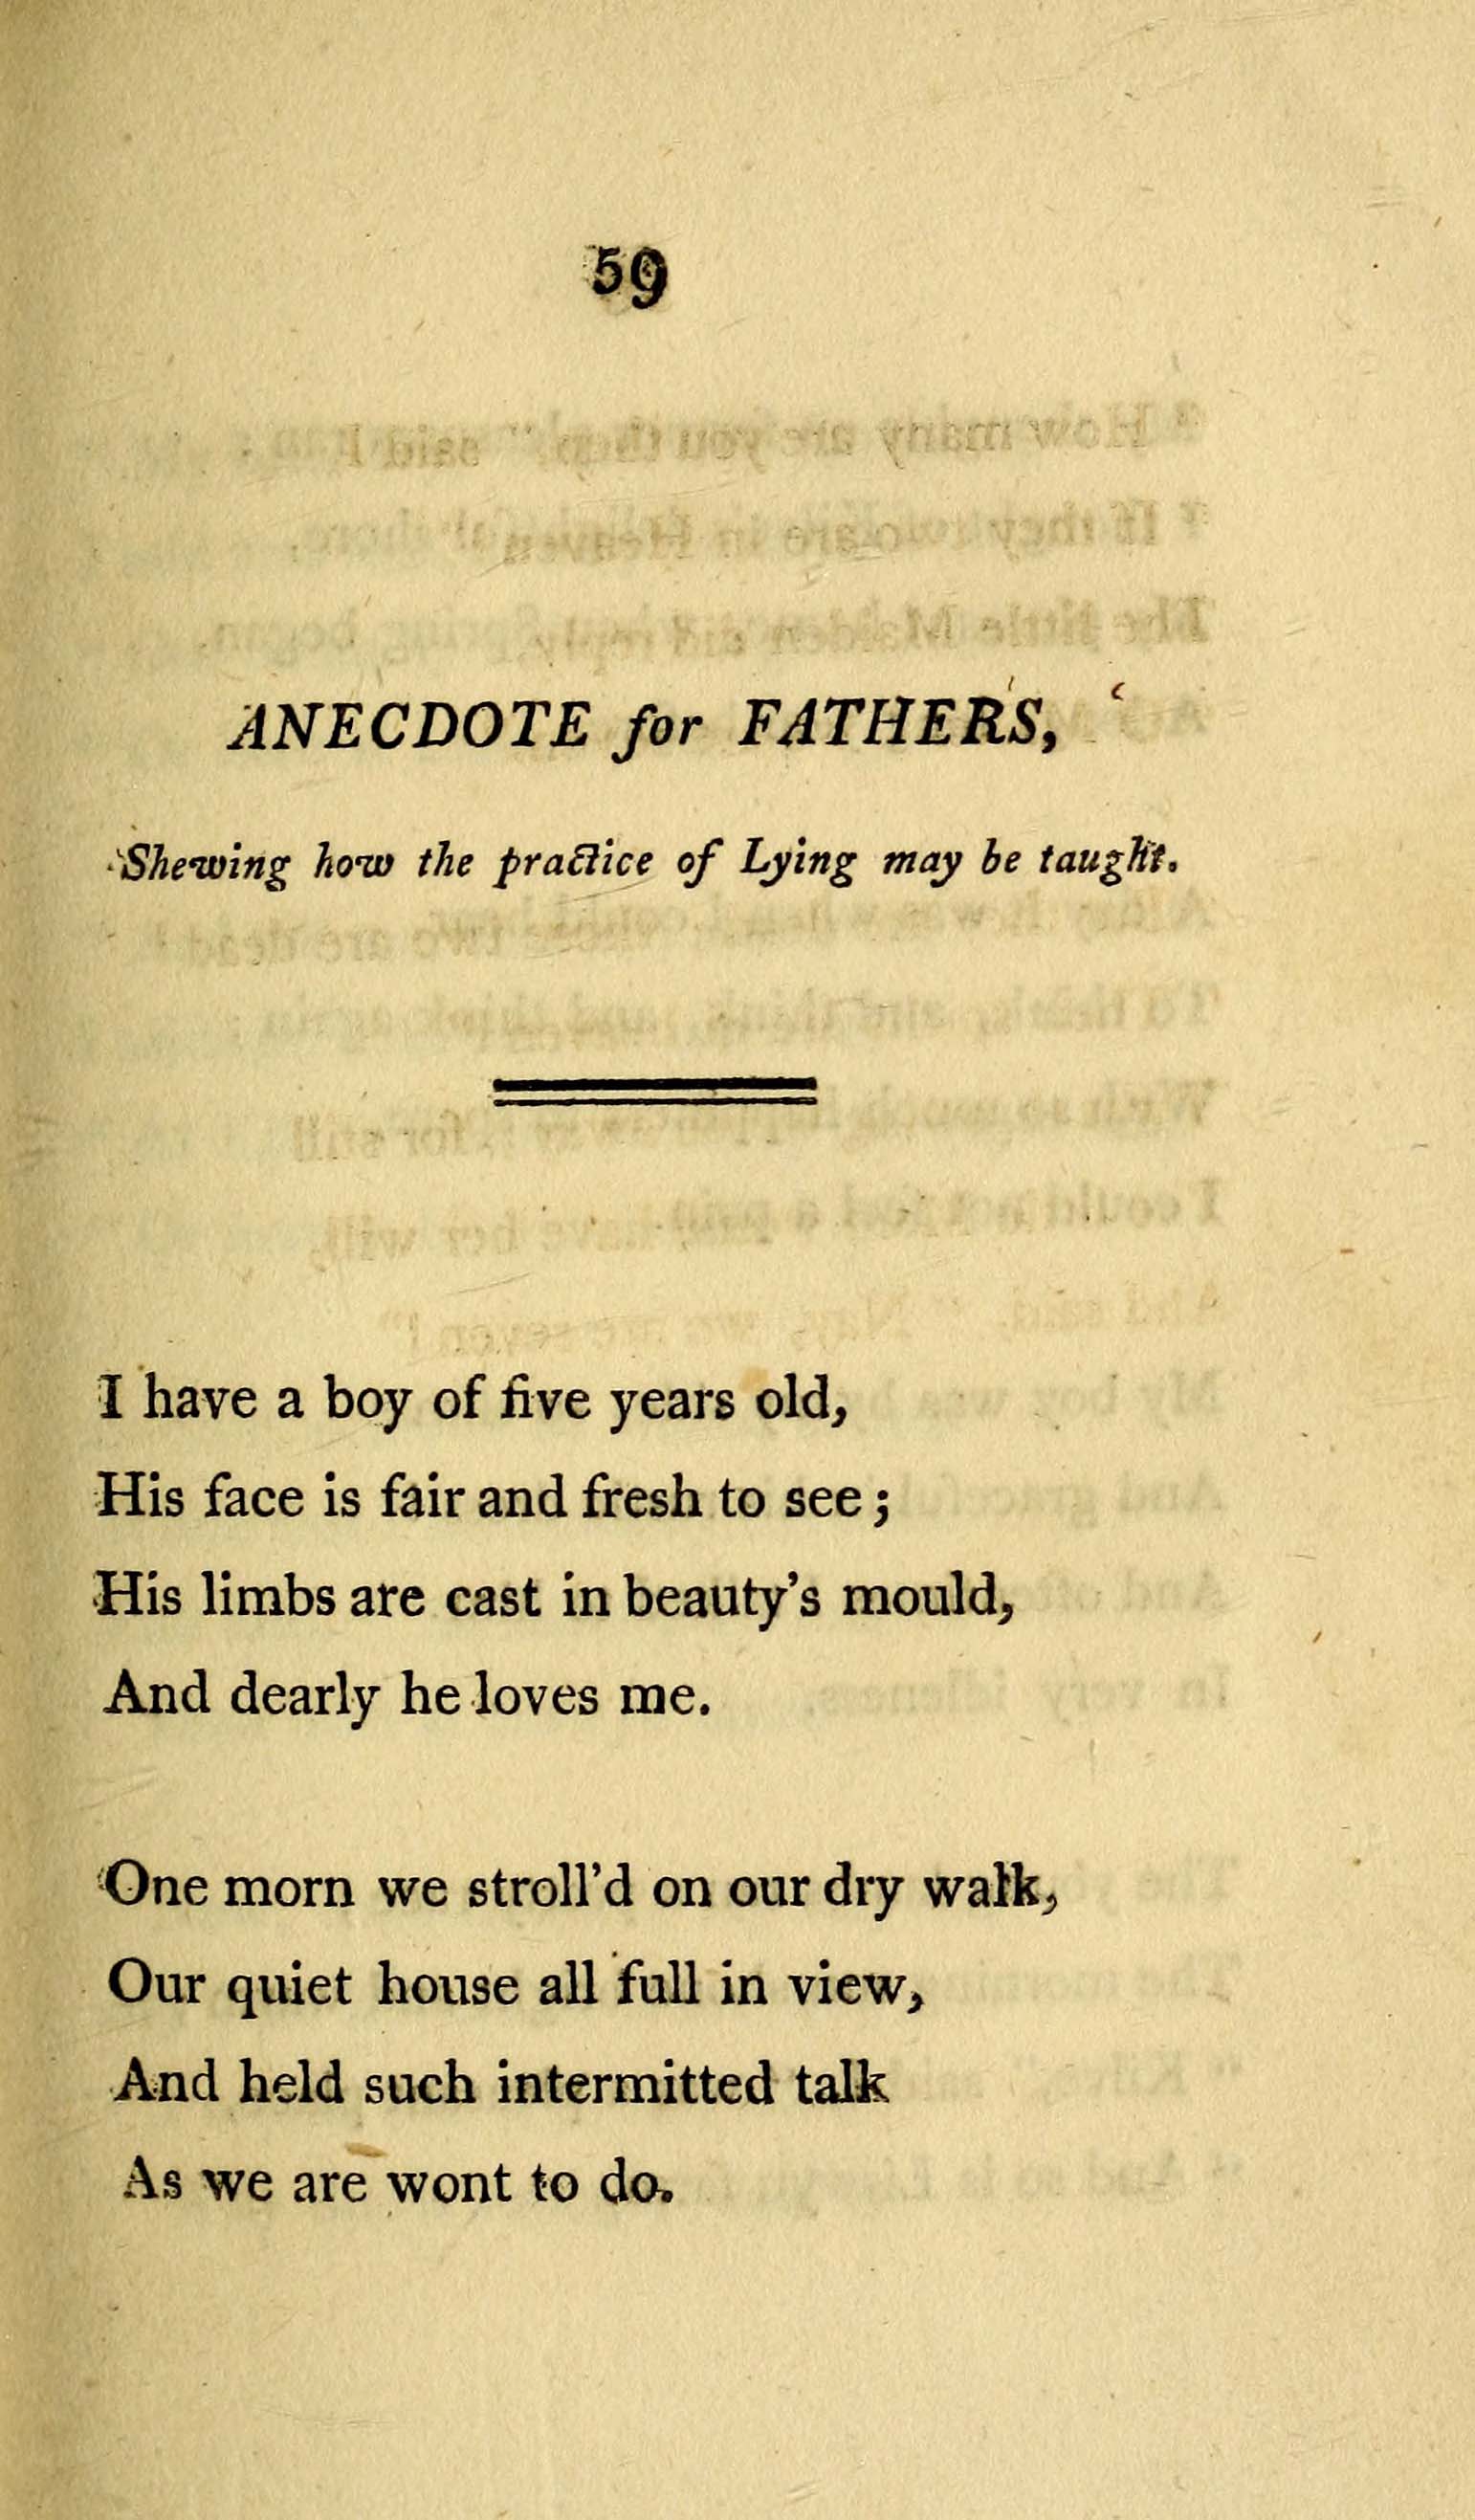 59
ANECDOTE for FATHERS,
Shewing how the practice of Lying may be taught.
I have a boy of five years old,
His face is fair and fresh to see;
His limbs are cast in beauty's mould,
And dearly he loves me.
One morn we stroll'd on our dry walk,
Our quiet house all full in view,
And held such intermitted talk
As we are wont to do.